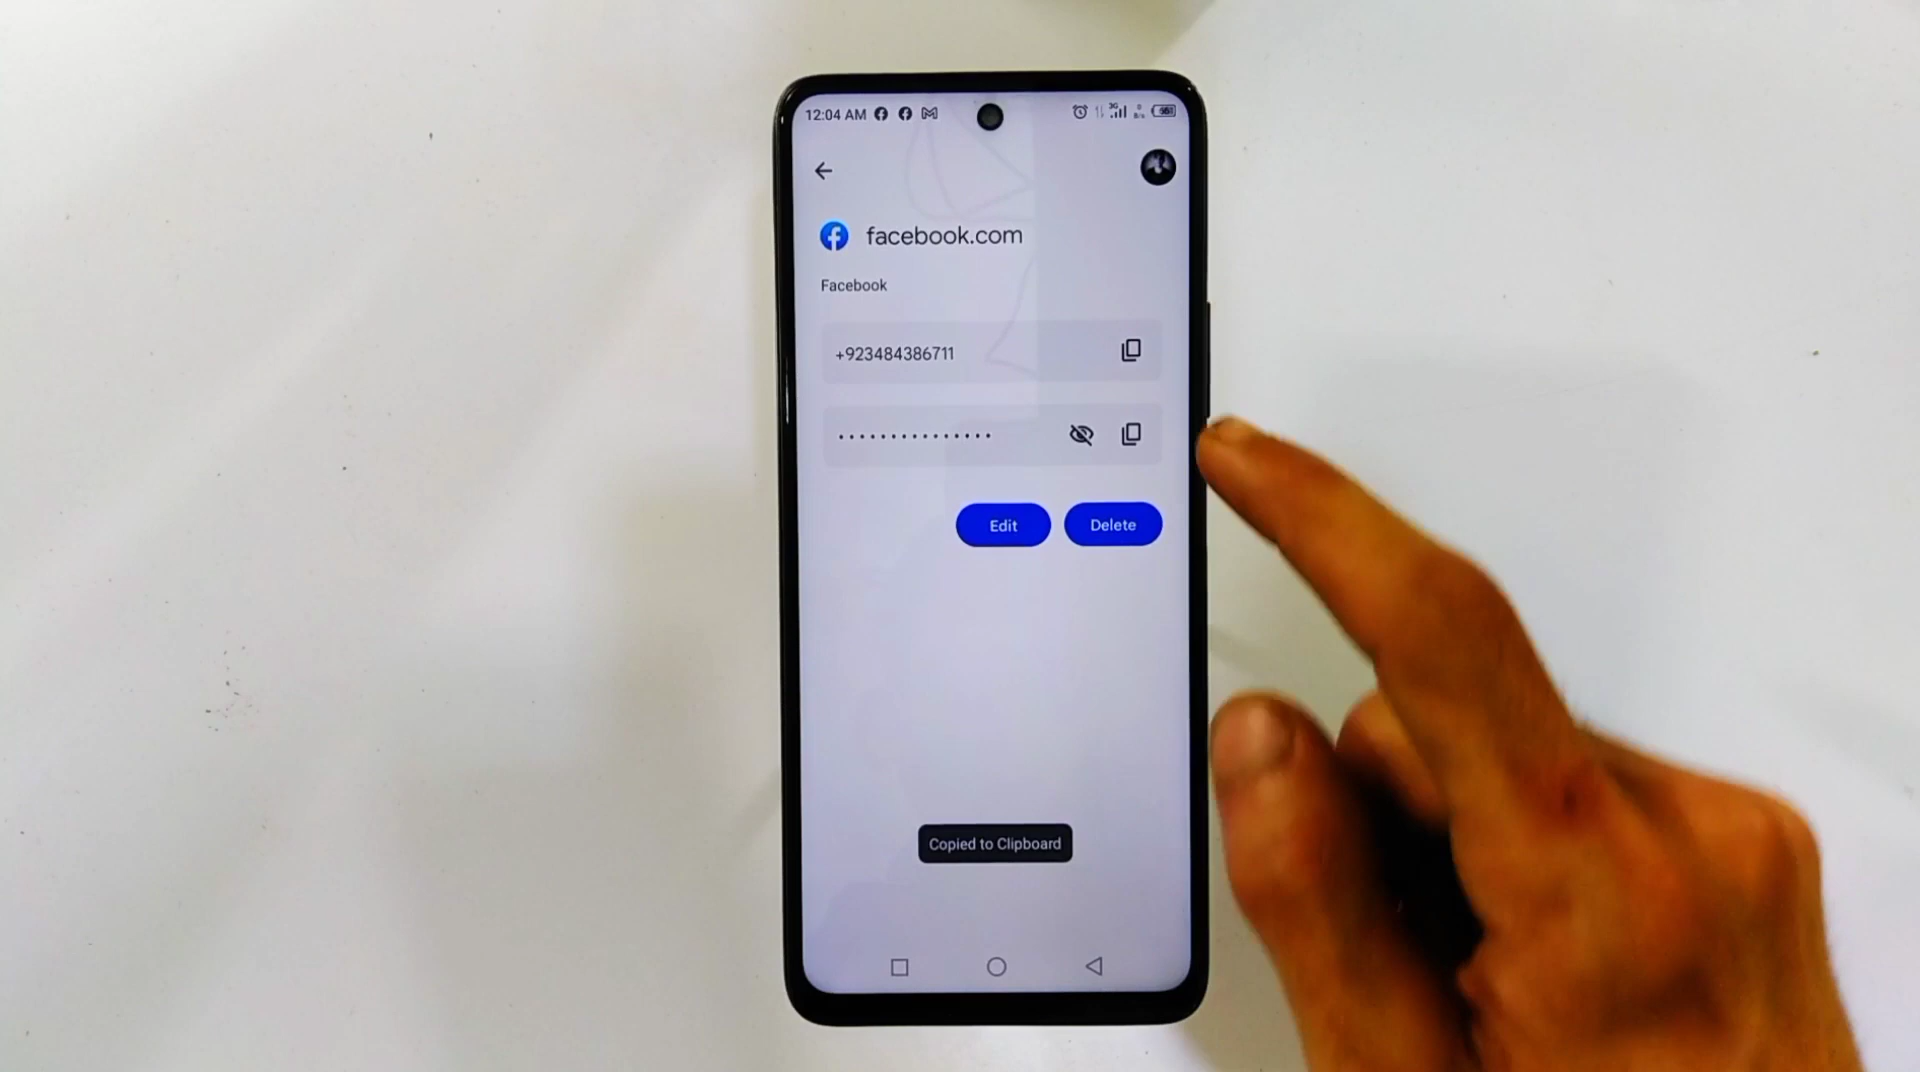 12:04 AM
facebook.com
Facebook
+923484386711
...............
Edit
Delete
Copied to Clipboard